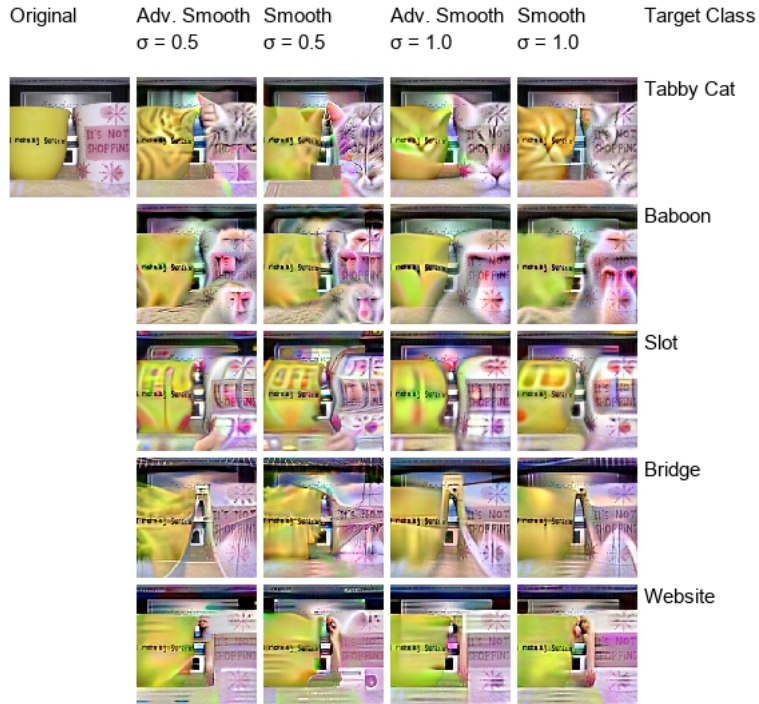 Original Adv. Smooth Smooth Adv. Smooth Smooth Target Class
σ = 0.5 σ = 0.5 σ = 1.0 σ = 1.0
Tabby Cat
IT'S NOT
SHOPPING
Baboon
Slot
Bridge
Website